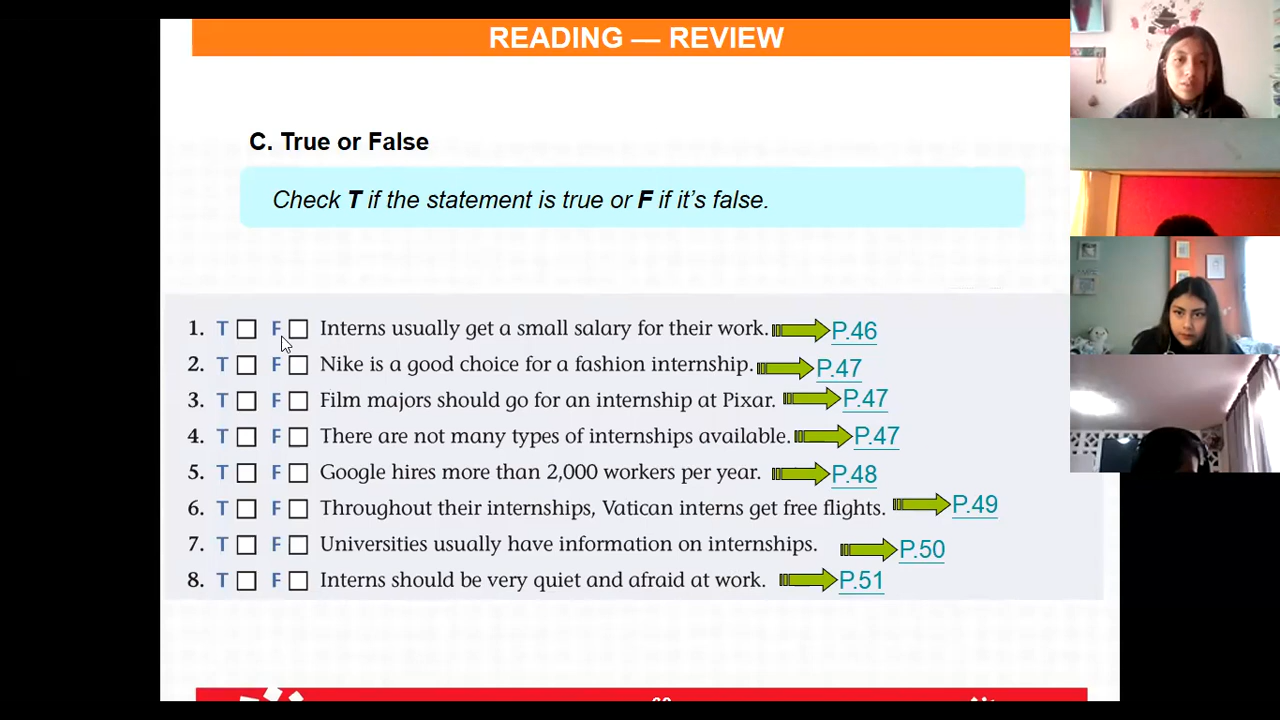 READING — REVIEW
C. True or False
Check T if the statement is true or F if it's false.
1. T F Interns usually get a small salary for their work. P.46
2. T F Nike is a good choice for a fashion internship. P.47
3. T F Film majors should go for an internship at Pixar. P.47
4. T F There are not many types of internships available. P.47
5. T F Google hires more than 2,000 workers per year. P.48
6. T F Throughout their internships, Vatican interns get free flights. P.49
7. T F Universities usually have information on internships. P.50
8. T F Interns should be very quiet and afraid at work. P.51